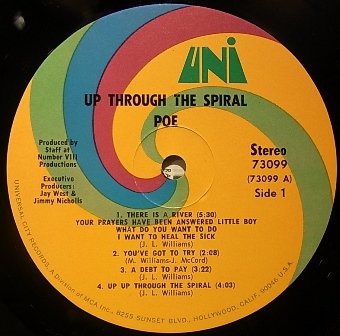 UNI
UP THROUGH THE SPIRAL
POE
Produced by
Staff at
Number VIII
Productions
Executive
Producers:
Jay West &
Jimmy Nicholls
Stereo
73099
(73099 A)
Side 1
1. THERE IS A RIVER (5:30)
YOUR PRAYERS HAVE BEEN ANSWERED LITTLE BOY
WHAT DO YOU WANT TO DO
I WANT TO HEAL THE SICK
(J. L. Williams)
2. YOU'VE GOT TO TRY (2:08)
(M. Williams-J. McCord)
3. A DEBT TO PAY (3:22)
(J. L. Williams)
4. UP UP THROUGH THE SPIRAL (4:03)
(J. L. Williams)
UNIVERSAL CITY RECORDS, A Division of MCA Inc. 8255 SUNSET BLVD., HOLLYWOOD, CALIF. 90046 U.S.A.